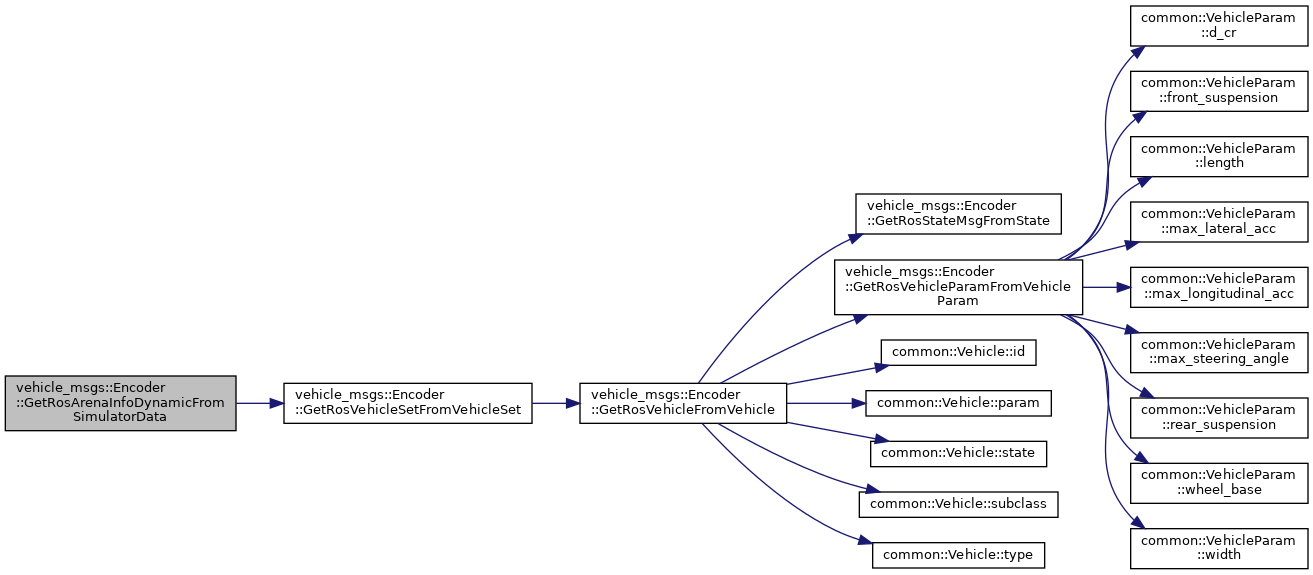 vehicle_msgs::Encoder
::GetRosArenaInfoDynamicFrom
SimulatorData
vehicle_msgs::Encoder
::GetRosVehicleSetFromVehicleSet
vehicle_msgs::Encoder
::GetRosVehicleFromVehicle
vehicle_msgs::Encoder
::GetRosStateMsgFromState
vehicle_msgs::Encoder
::GetRosVehicleParamFromVehicle
Param
common::Vehicle::id
common::Vehicle::param
common::Vehicle::state
common::Vehicle::subclass
common::Vehicle::type
common::VehicleParam
::d_cr
common::VehicleParam
::front_suspension
common::VehicleParam
::length
common::VehicleParam
::max_lateral_acc
common::VehicleParam
::max_longitudinal_acc
common::VehicleParam
::max_steering_angle
common::VehicleParam
::rear_suspension
common::VehicleParam
::wheel_base
common::VehicleParam
::width